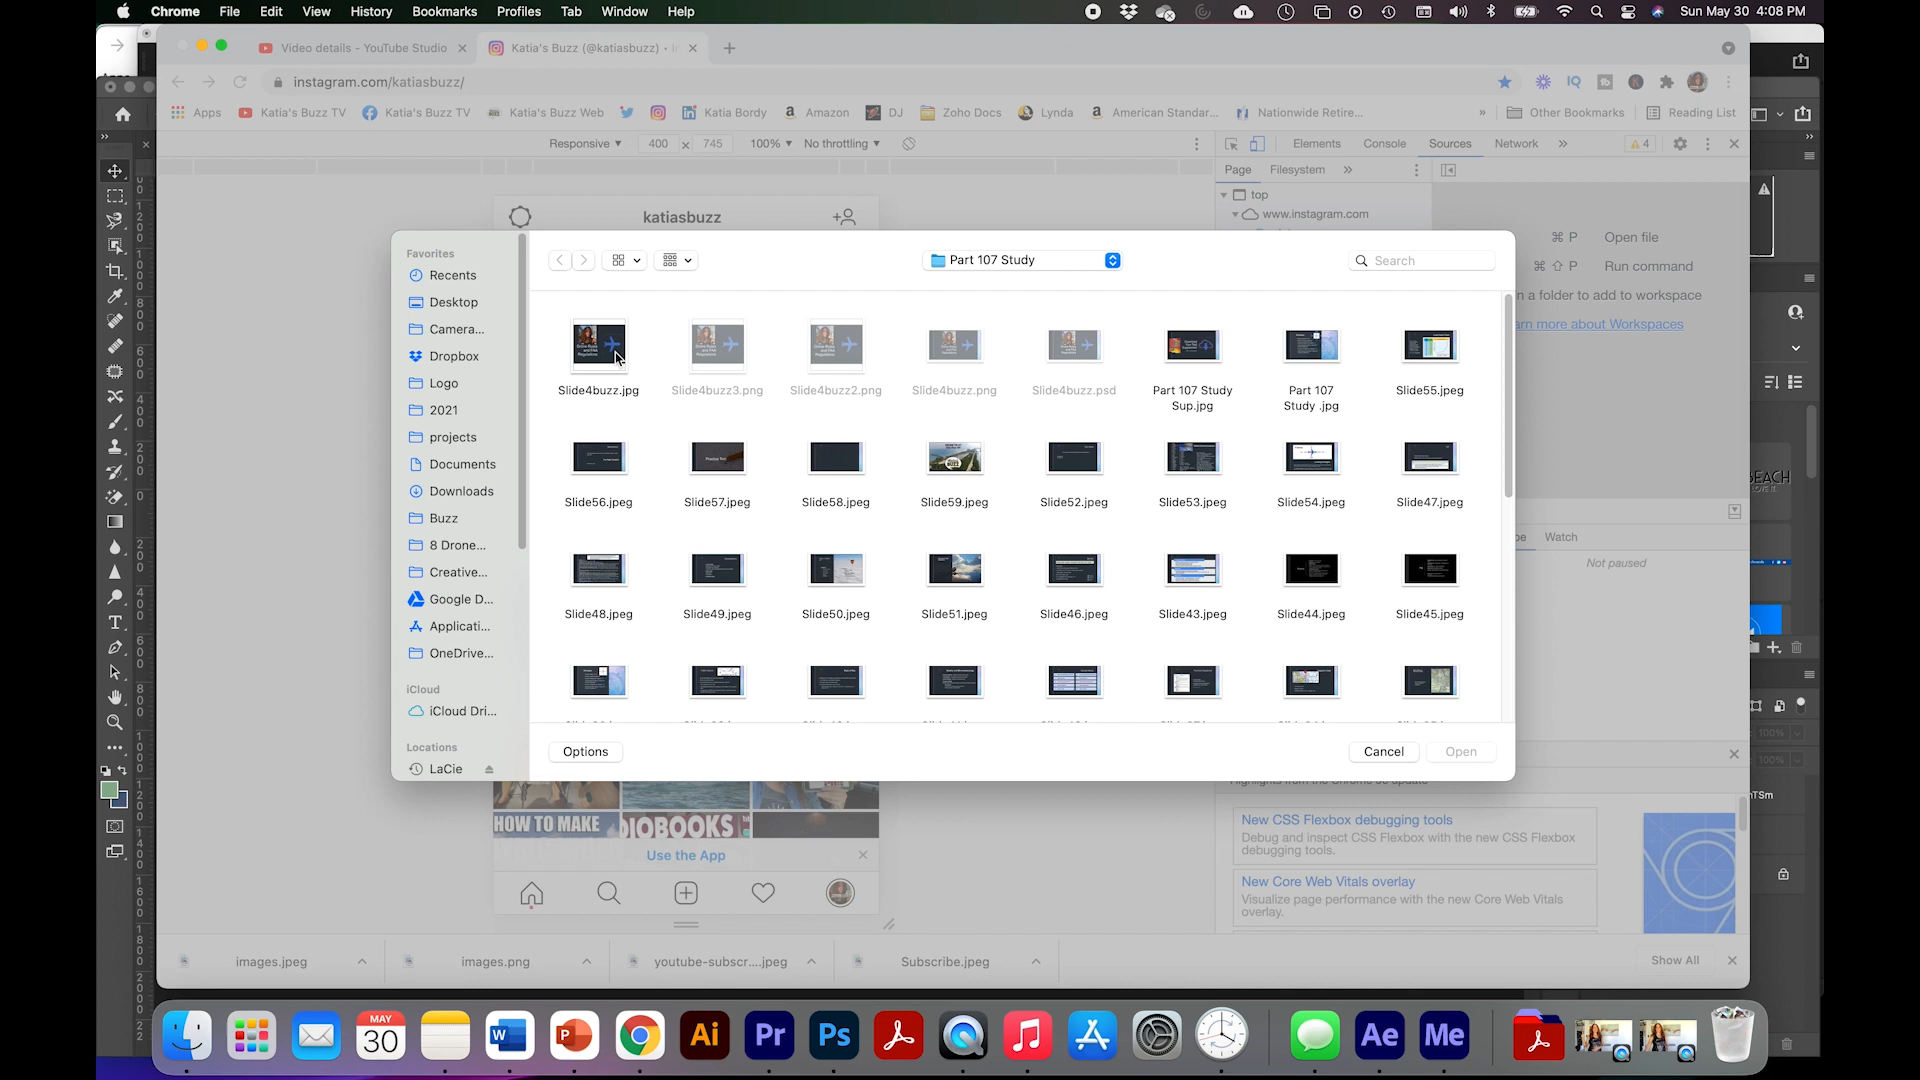 Chrome File Edit View History Bookmarks Profiles Tab Window Help
Sun May 30 4:08 PM
Video details - YouTube Studio
Katia's Buzz (@katiasbuzz) •
instagram.com/katiasbuzz/
Apps Katia's Buzz TV Katia's Buzz TV Katia's Buzz Web Katia Bordy Amazon DJ Zoho Docs Lynda American Standar... Nationwide Retire... » Other Bookmarks Reading List
Responsive 400 × 745 100% No throttling
Elements Console Sources Network » 4
Page Filesystem »
top
www.instagram.com
katiasbuzz
⌘ P Open file
⌘ ⇧ P Run command
n a folder to add to workspace
arn more about Workspaces
Favorites
Recents
Desktop
Camera...
Dropbox
Logo
2021
projects
Documents
Downloads
Buzz
8 Drone...
Creative...
Google D...
Applicati...
OneDrive...
iCloud
iCloud Dri...
Locations
LaCie
Part 107 Study
Search
Slide4buzz.jpg Slide4buzz3.png Slide4buzz2.png Slide4buzz.png Slide4buzz.psd Part 107 Study Sup.jpg Part 107 Study .jpg Slide55.jpeg
Slide56.jpeg Slide57.jpeg Slide58.jpeg Slide59.jpeg Slide52.jpeg Slide53.jpeg Slide54.jpeg Slide47.jpeg
Slide48.jpeg Slide49.jpeg Slide50.jpeg Slide51.jpeg Slide46.jpeg Slide43.jpeg Slide44.jpeg Slide45.jpeg
Options Cancel Open
Watch
Not paused
BEACH
LOVE IT
HOW TO MAKE
DIOBOOKS
Use the App
New CSS Flexbox debugging tools
Debug and inspect CSS Flexbox with the new CSS Flexbox
debugging tools.
New Core Web Vitals overlay
Visualize page performance with the new Core Web Vitals
overlay.
images.jpeg images.png youtube-subscr....jpeg Subscribe.jpeg Show All
MAY
30
Ai Pr Ps Ae Me